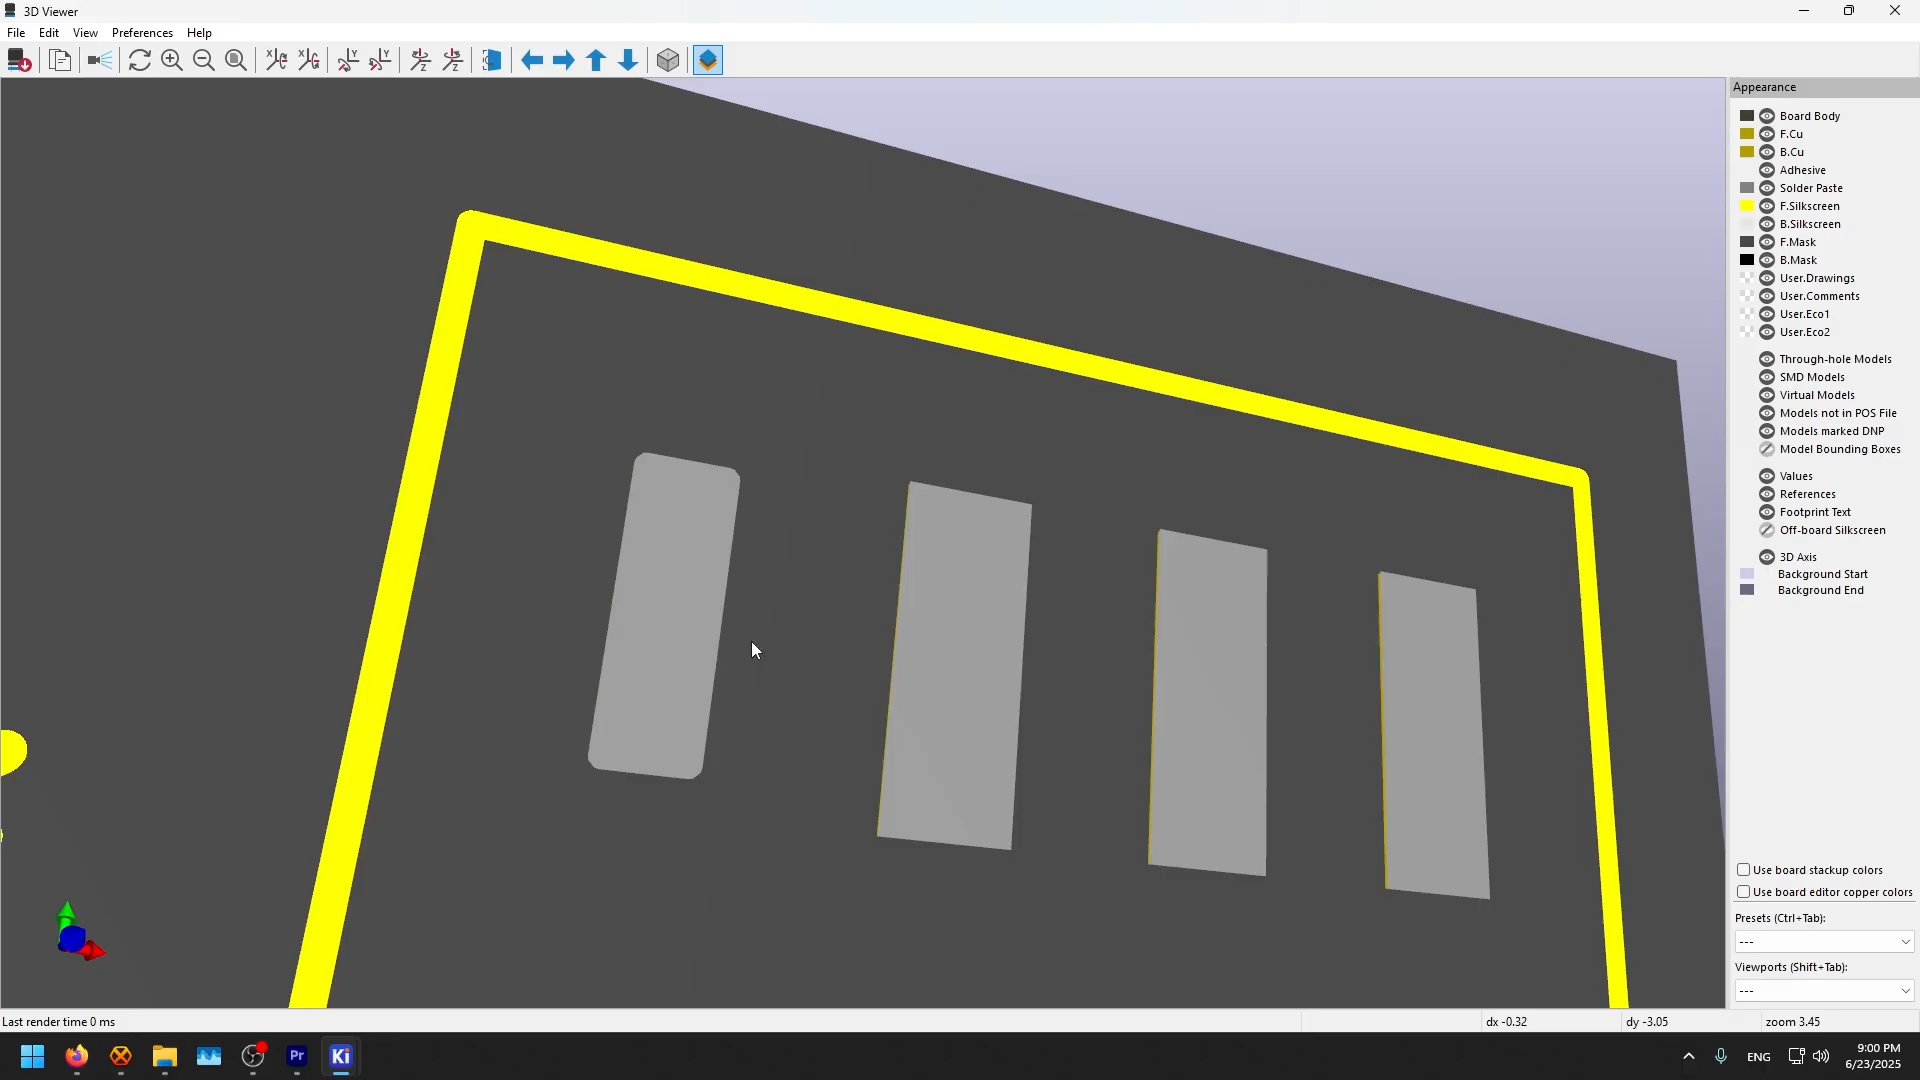 3D Viewer
File Edit View Preferences Help
Appearance
Board Body
F.Cu
B.Cu
Adhesive
Solder Paste
F.Silkscreen
B.Silkscreen
F.Mask
B.Mask
User.Drawings
User.Comments
User.Eco1
User.Eco2
Through-hole Models
SMD Models
Virtual Models
Models not in POS File
Models marked DNP
Model Bounding Boxes
Values
References
Footprint Text
Off-board Silkscreen
3D Axis
Background Start
Background End
Use board stackup colors
Use board editor copper colors
Presets (Ctrl+Tab):
---
Viewports (Shift+Tab):
---
Last render time 0 ms dx -0.32 dy -3.05 zoom 3.45
Pr Ki ENG 9:00 PM
6/23/2025